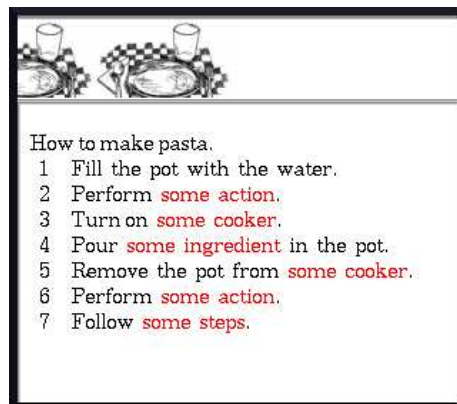 How to make pasta.
1 Fill the pot with the water.
2 Perform some action.
3 Turn on some cooker.
4 Pour some ingredient in the pot.
5 Remove the pot from some cooker.
6 Perform some action.
7 Follow some steps.